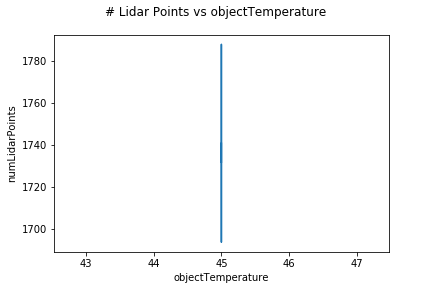 # Lidar Points vs objectTemperature
1780
1760
1740
1720
1700
numLidarPoints
43 44 45 46 47
objectTemperature